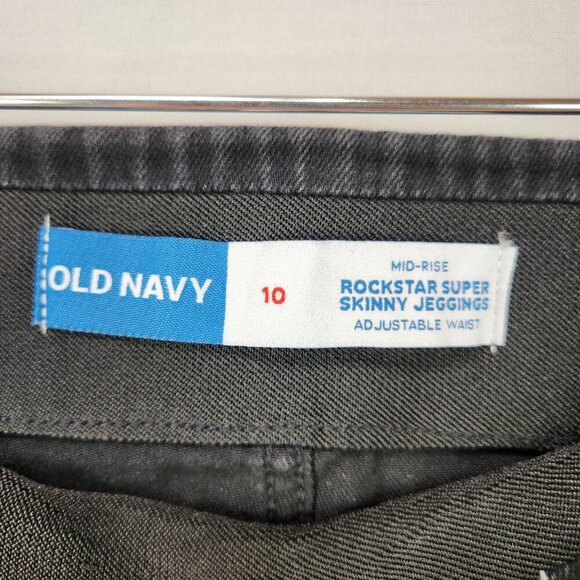 OLD NAVY
10
MID-RISE
ROCKSTAR SUPER
SKINNY JEGGINGS
ADJUSTABLE WAIST